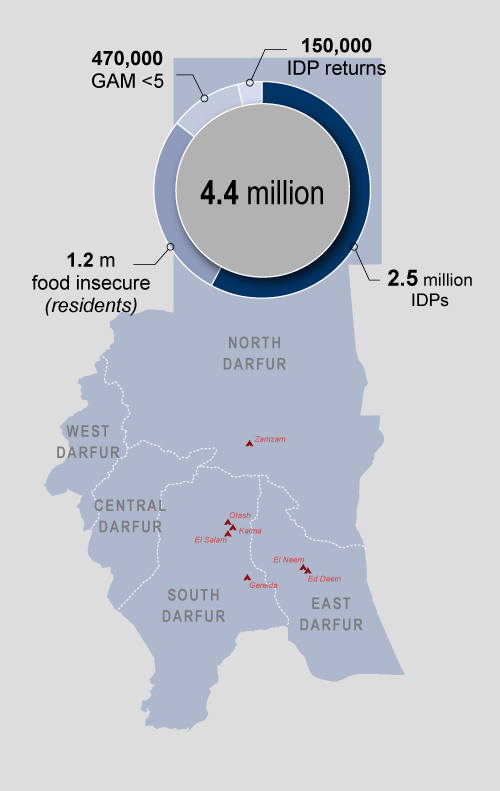 150,000
IDP returns
470,000
GAM <5
4.4 million
1.2 m
food insecure
(residents)
2.5 million
IDPs
NORTH
DARFUR
WEST
DARFUR
Zamzam
CENTRAL
DARFUR
Otash
Kalma
El Salam
El Neem
Ed Daein
Gereida
SOUTH
DARFUR
EAST
DARFUR